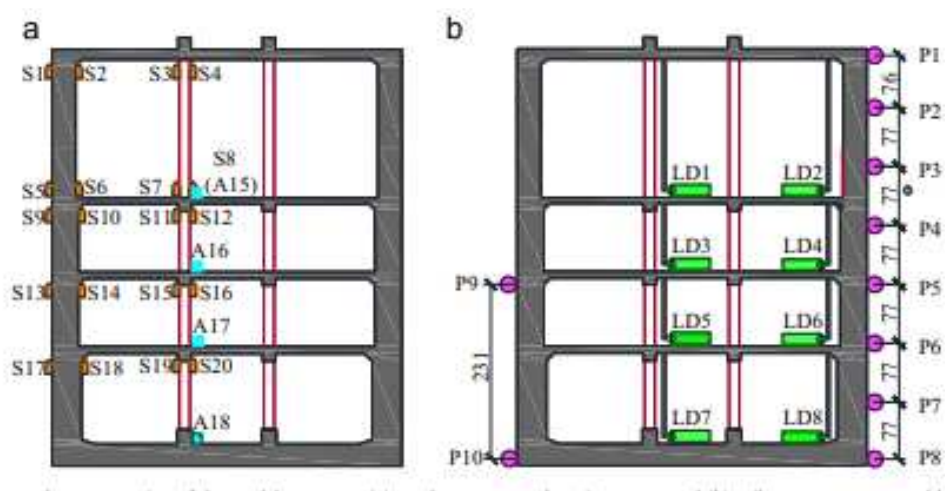 a
b
S1 S2 S3 S4
S8
S5 S6 S7 (A15)
S9 S10 S11 S12
A16
S13 S14 S15 S16
A17
S17 S18 S19 S20
A18
P1
76
P2
77
P3
LD1 LD2
77
P4
LD3 LD4
77
P9
P5
77
LD5 LD6
P6
231
77
P7
LD7 LD8
77
P10
P8